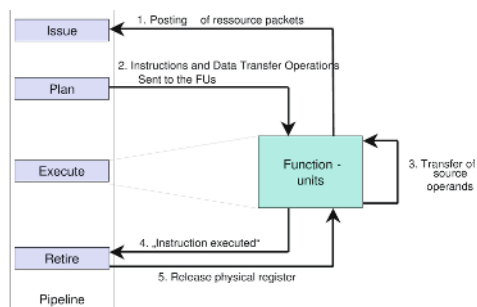 1. Posting of ressource packets
Issue
2. Instructions and Data Transfer Operations
Sent to the FUs
Plan
Function -
units
3. Transfer of
source
operands
Execute
4. „Instruction executed“
Retire
5. Release physical register
Pipeline